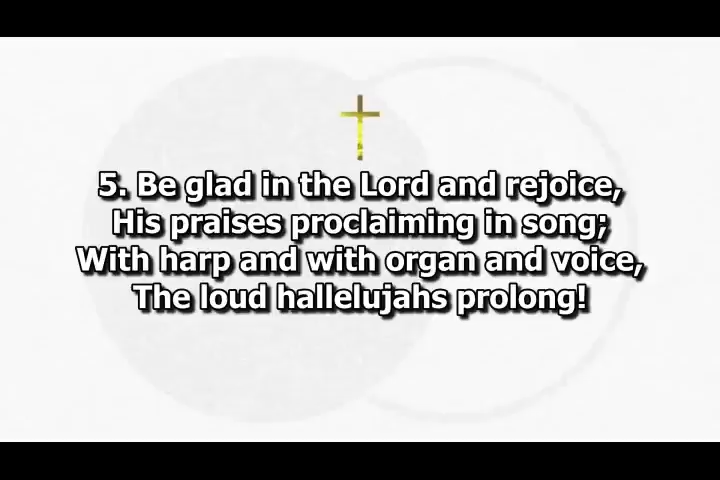 5. Be glad in the Lord and rejoice,
His praises proclaiming in song;
With harp and with organ and voice,
The loud hallelujahs prolong!